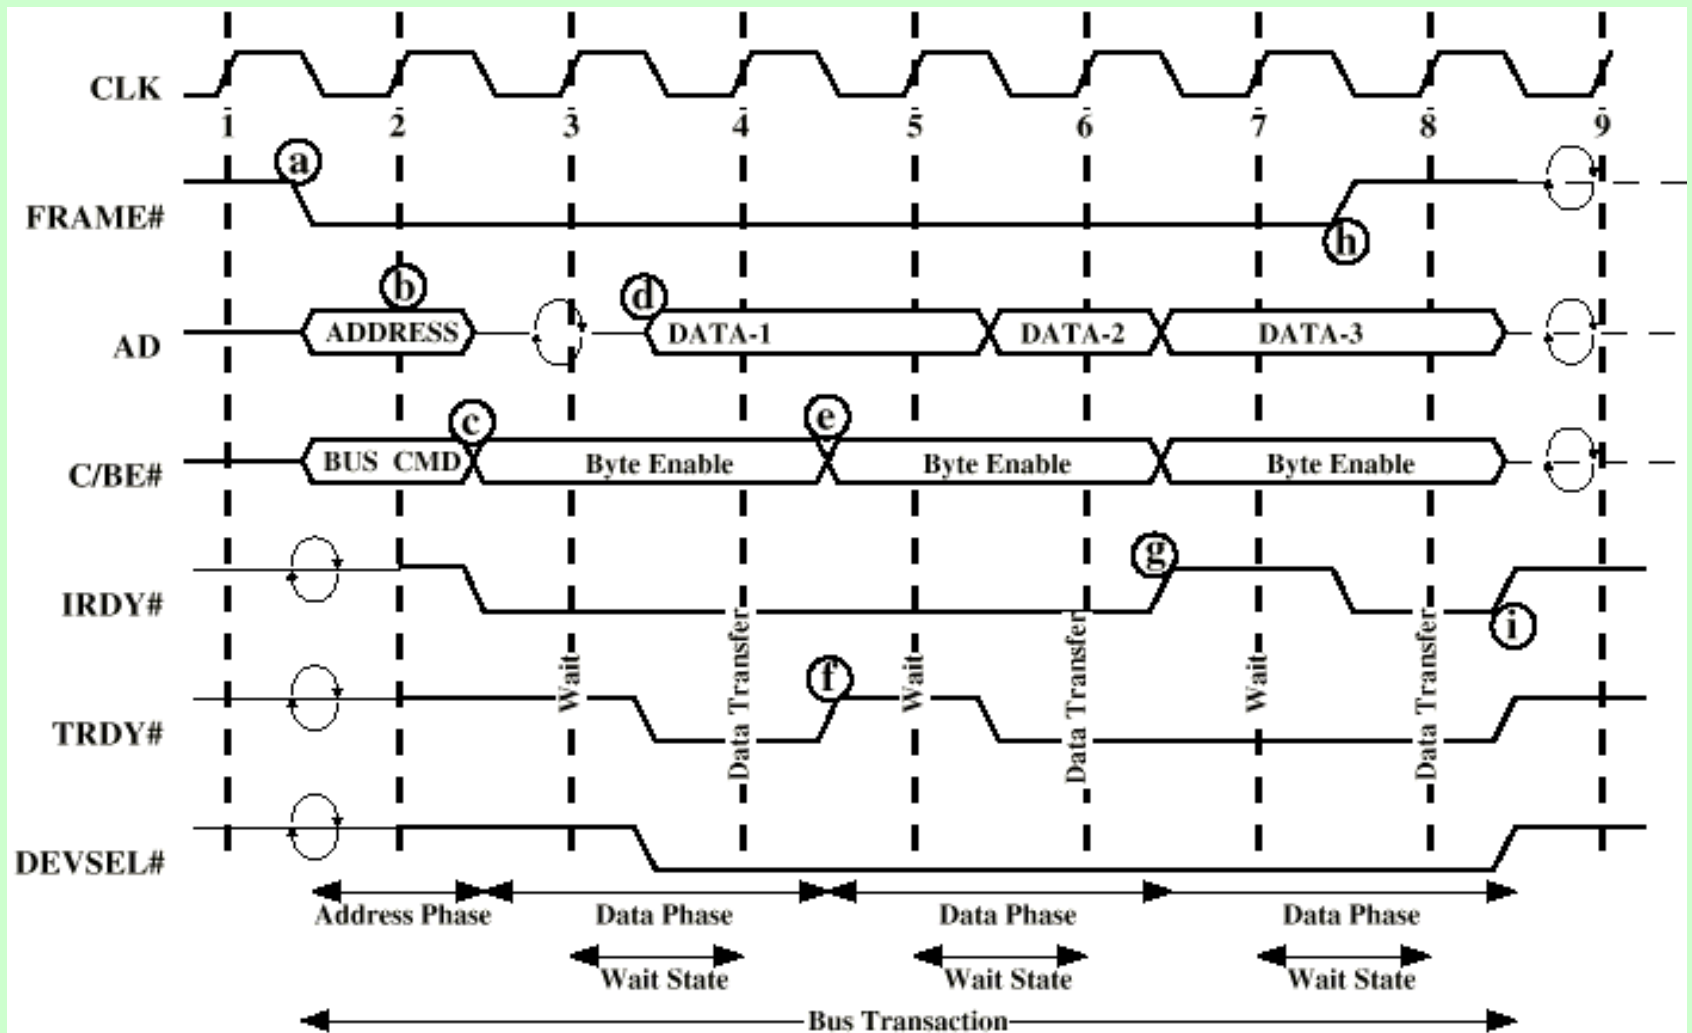 CLK
1 2 3 4 5 6 7 8 9
a
FRAME#
h
b
d
AD
ADDRESS DATA-1 DATA-2 DATA-3
c
e
C/BE#
BUS CMD Byte Enable Byte Enable Byte Enable
g
IRDY#
i
f
TRDY#
Wait
Data Transfer
Wait
Data Transfer
Wait
Data Transfer
DEVSEL#
Address Phase Data Phase Data Phase Data Phase
Wait State Wait State Wait State
Bus Transaction